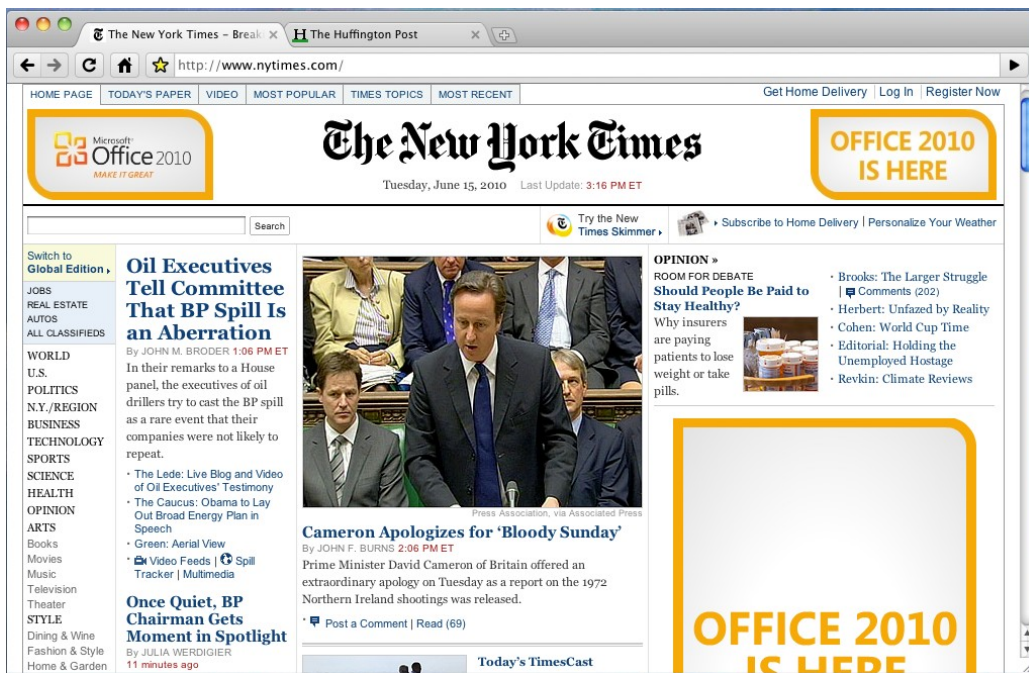 The New York Times – Breaki
The Huffington Post
http://www.nytimes.com/
HOME PAGE
TODAY'S PAPER
VIDEO
MOST POPULAR
TIMES TOPICS
MOST RECENT
Get Home Delivery
Log In
Register Now
Microsoft
Office 2010
MAKE IT GREAT
The New York Times
Tuesday, June 15, 2010 Last Update: 3:16 PM ET
OFFICE 2010
IS HERE
Search
Try the New
Times Skimmer
Subscribe to Home Delivery | Personalize Your Weather
Switch to
Global Edition
JOBS
REAL ESTATE
AUTOS
ALL CLASSIFIEDS
WORLD
U.S.
POLITICS
N.Y./REGION
BUSINESS
TECHNOLOGY
SPORTS
SCIENCE
HEALTH
OPINION
ARTS
Books
Movies
Music
Television
Theater
STYLE
Dining & Wine
Fashion & Style
Home & Garden
Oil Executives
Tell Committee
That BP Spill Is
an Aberration
By JOHN M. BRODER 1:06 PM ET
In their remarks to a House
panel, the executives of oil
drillers try to cast the BP spill
as a rare event that their
companies were not likely to
repeat.
· The Lede: Live Blog and Video
of Oil Executives' Testimony
· The Caucus: Obama to Lay
Out Broad Energy Plan in
Speech
· Green: Aerial View
· Video Feeds | Spill
Tracker | Multimedia
Once Quiet, BP
Chairman Gets
Moment in Spotlight
By JULIA WERDIGIER
11 minutes ago
Press Association, via Associated Press
Cameron Apologizes for ‘Bloody Sunday’
By JOHN F. BURNS 2:06 PM ET
Prime Minister David Cameron of Britain offered an
extraordinary apology on Tuesday as a report on the 1972
Northern Ireland shootings was released.
· Post a Comment | Read (69)
Today's TimesCast
OPINION »
ROOM FOR DEBATE
Should People Be Paid to
Stay Healthy?
Why insurers
are paying
patients to lose
weight or take
pills.
· Brooks: The Larger Struggle
| Comments (202)
· Herbert: Unfazed by Reality
· Cohen: World Cup Time
· Editorial: Holding the
Unemployed Hostage
· Revkin: Climate Reviews
OFFICE 2010
IS HERE